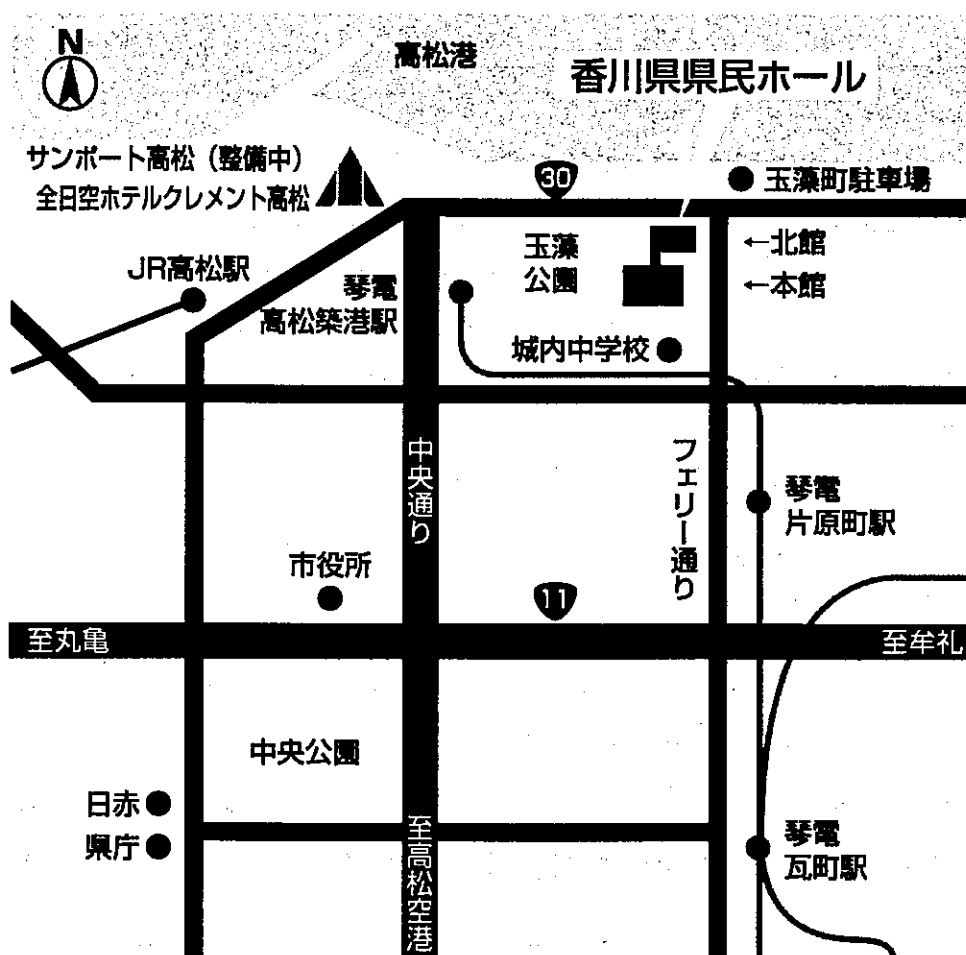 N
高松港
香川県県民ホール
サンポート高松（整備中）
全日空ホテルクレメント高松
30
玉藻町駐車場
玉藻
公園
←北館
←本館
JR高松駅
琴電
高松築港駅
城内中学校
中央通り
フェリー通り
琴電
片原町駅
市役所
11
至丸亀
至牟礼
中央公園
日赤
県庁
至高松空港
琴電
瓦町駅